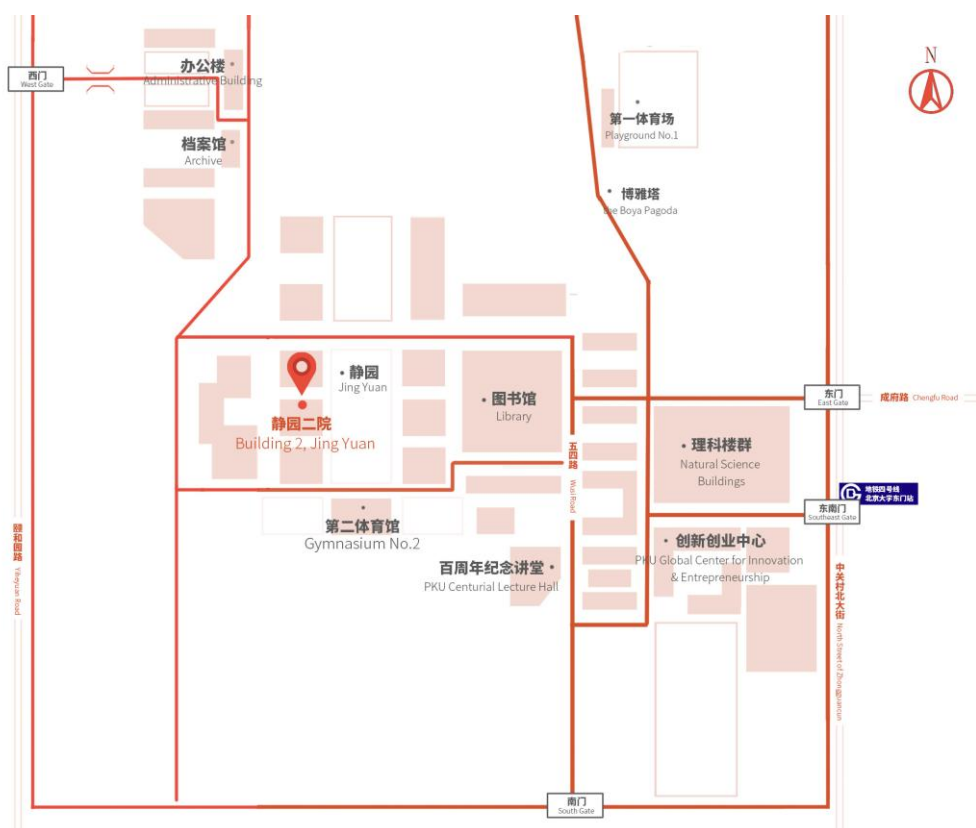 N
西门
West Gate
办公楼
Administrative Building
档案馆
Archive
第一体育场
Playground No.1
博雅塔
the Boya Pagoda
静园
Jing Yuan
静园二院
Building 2, Jing Yuan
图书馆
Library
五四路 Wusi Road
东门
East Gate
成府路 Chengfu Road
理科楼群
Natural Science
Buildings
地铁四号线
北京大学东门站
东南门
Southeast Gate
第二体育馆
Gymnasium No.2
百周年纪念讲堂
PKU Centurial Lecture Hall
创新创业中心
PKU Global Center for Innovation
& Entrepreneurship
颐和园路 Yiheyuan Road
中关村北大街 North Street of Zhongguancun
南门
South Gate